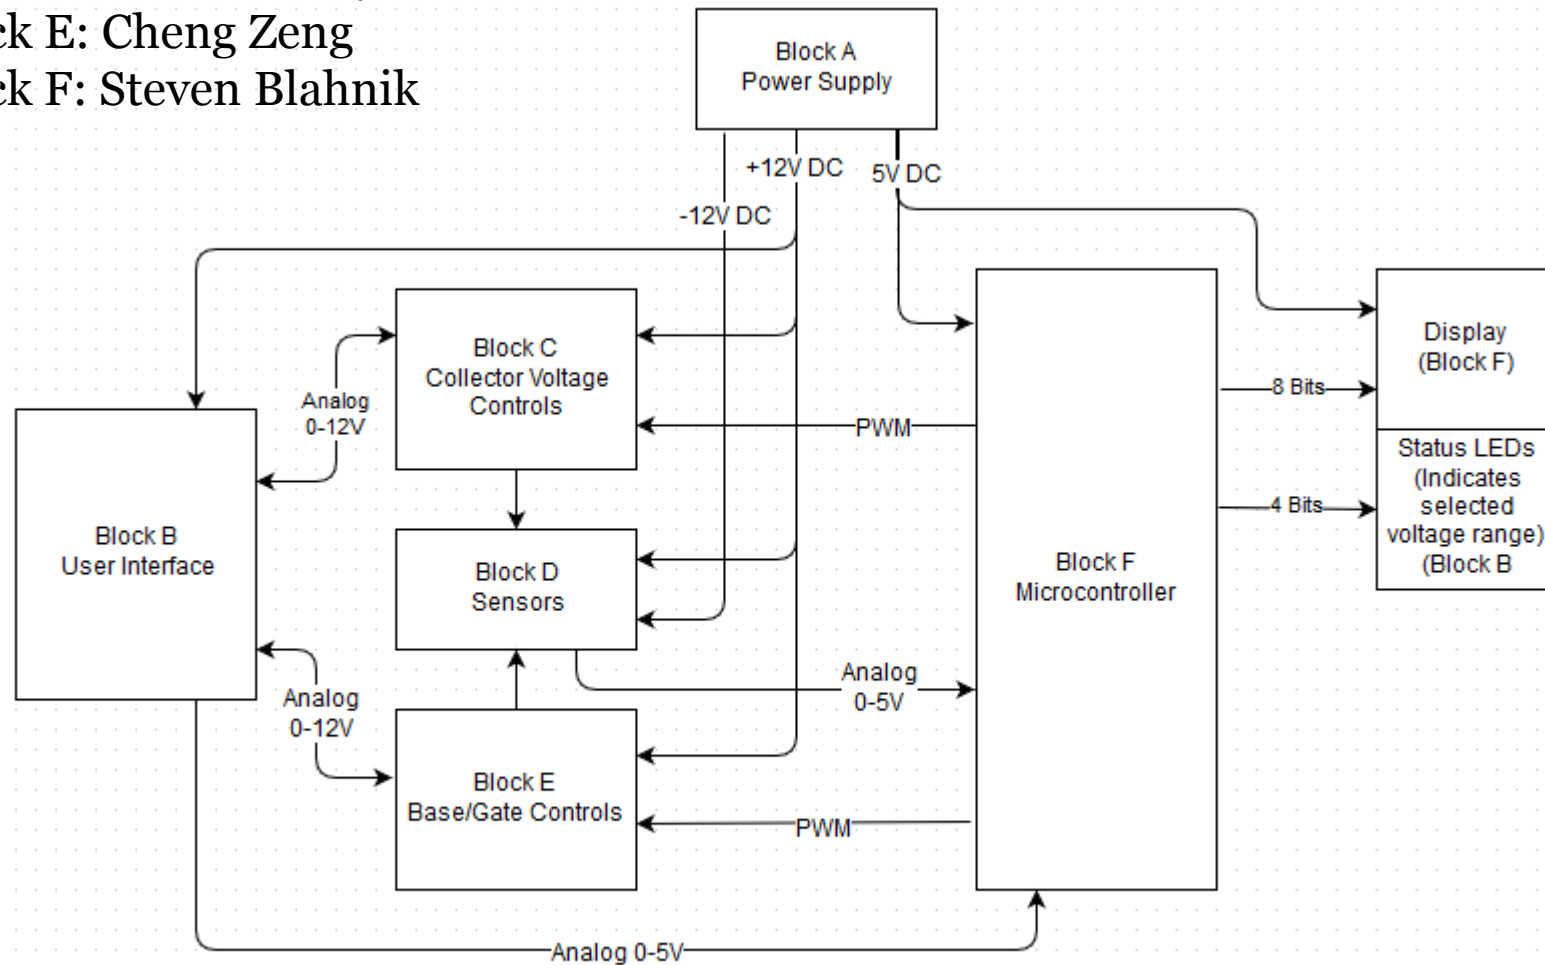 ck E: Cheng Zeng
ck F: Steven Blahnik
Block A
Power Supply
+12V DC
5V DC
-12V DC
Block C
Collector Voltage
Controls
Analog
0-12V
PWM
Display
(Block F)
8 Bits
Status LEDs
(Indicates
selected
voltage range)
(Block B
4 Bits
Block B
User Interface
Block D
Sensors
Block F
Microcontroller
Analog
0-5V
Analog
0-12V
Block E
Base/Gate Controls
PWM
Analog 0-5V